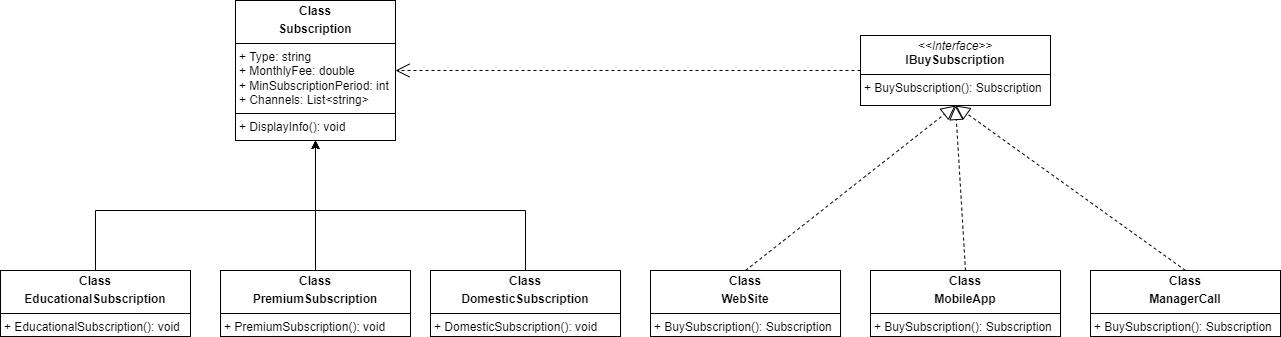 Class
Subscription
+ Type: string
+ MonthlyFee: double
+ MinSubscriptionPeriod: int
+ Channels: List<string>
+ DisplayInfo(): void
<<Interface>>
IBuySubscription
+ BuySubscription(): Subscription
Class
EducationalSubscription
+ EducationalSubscription(): void
Class
PremiumSubscription
+ PremiumSubscription(): void
Class
DomesticSubscription
+ DomesticSubscription(): void
Class
WebSite
+ BuySubscription(): Subscription
Class
MobileApp
+ BuySubscription(): Subscription
Class
ManagerCall
+ BuySubscription(): Subscription